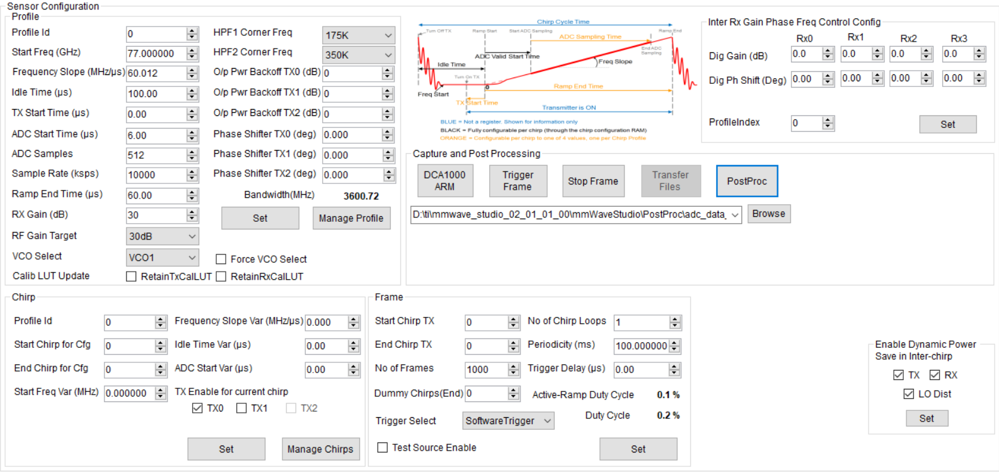 Sensor Configuration
Profile
Profile Id 0 HPF1 Corner Freq 175K
Start Freq (GHz) 77.000000 HPF2 Corner Freq 350K
Frequency Slope (MHz/µs) 60.012 O/p Pwr Backoff TX0 (dB) 0
Idle Time (µs) 100.00 O/p Pwr Backoff TX1 (dB) 0
TX Start Time (µs) 0.00 O/p Pwr Backoff TX2 (dB) 0
ADC Start Time (µs) 6.00 Phase Shifter TX0 (deg) 0.000
ADC Samples 512 Phase Shifter TX1 (deg) 0.000
Sample Rate (ksps) 10000 Phase Shifter TX2 (deg) 0.000
Ramp End Time (µs) 60.00 Bandwidth(MHz) 3600.72
RX Gain (dB) 30 Set Manage Profile
RF Gain Target 30dB
VCO Select VCO1 Force VCO Select
Calib LUT Update RetainTxCalLUT RetainRxCalLUT
Chirp Cycle Time
Turn Off TX Ramp Start Start ADC Sampling Ramp End
ADC Sampling Time
End ADC
Sampling
ADC Valid Start Time
Freq Slope
Idle Time
Turn On TX
0
Ramp End Time
Freq Start
TX Start Time
Transmitter is ON
BLUE = Not a register. Shown for information only
BLACK = Fully configurable per chirp (through the chirp configuration RAM)
ORANGE = Configurable per chirp to one of 4 values, one per Chirp Profile
Inter Rx Gain Phase Freq Control Config
Rx0 Rx1 Rx2 Rx3
Dig Gain (dB) 0.0 0.0 0.0 0.0
Dig Ph Shift (Deg) 0.00 0.00 0.00 0.00
ProfileIndex 0 Set
Capture and Post Processing
DCA1000
ARM
Trigger
Frame
Stop Frame
Transfer
Files
PostProc
D:\ti\mmwave_studio_02_01_01_00\mmWaveStudio\PostProc\adc_data_ Browse
Chirp
Profile Id 0 Frequency Slope Var (MHz/µs) 0.000
Start Chirp for Cfg 0 Idle Time Var (µs) 0.00
End Chirp for Cfg 0 ADC Start Var (µs) 0.00
Start Freq Var (MHz) 0.000000 TX Enable for current chirp
TX0 TX1 TX2
Set Manage Chirps
Frame
Start Chirp TX 0 No of Chirp Loops 1
End Chirp TX 0 Periodicity (ms) 100.000000
No of Frames 1000 Trigger Delay (µs) 0.00
Dummy Chirps(End) 0 Active-Ramp Duty Cycle 0.1 %
Trigger Select SoftwareTrigger Duty Cycle 0.2 %
Test Source Enable Set
Enable Dynamic Power
Save in Inter-chirp
TX RX
LO Dist
Set